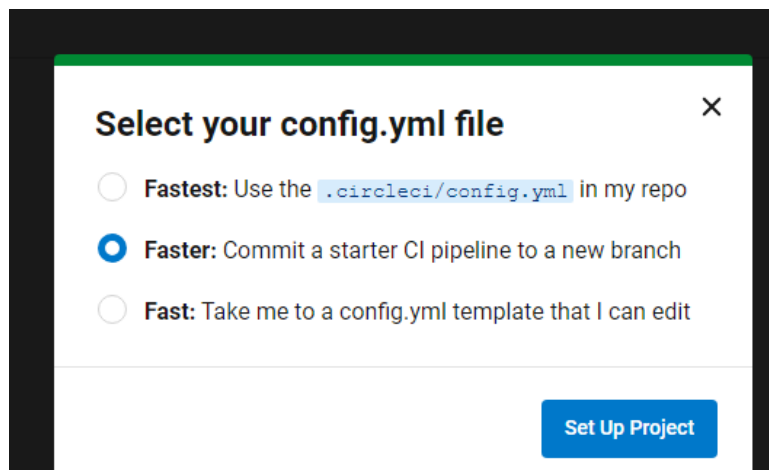 Select your config.yml file
Fastest: Use the .circleci/config.yml in my repo
Faster: Commit a starter CI pipeline to a new branch
Fast: Take me to a config.yml template that I can edit
Set Up Project